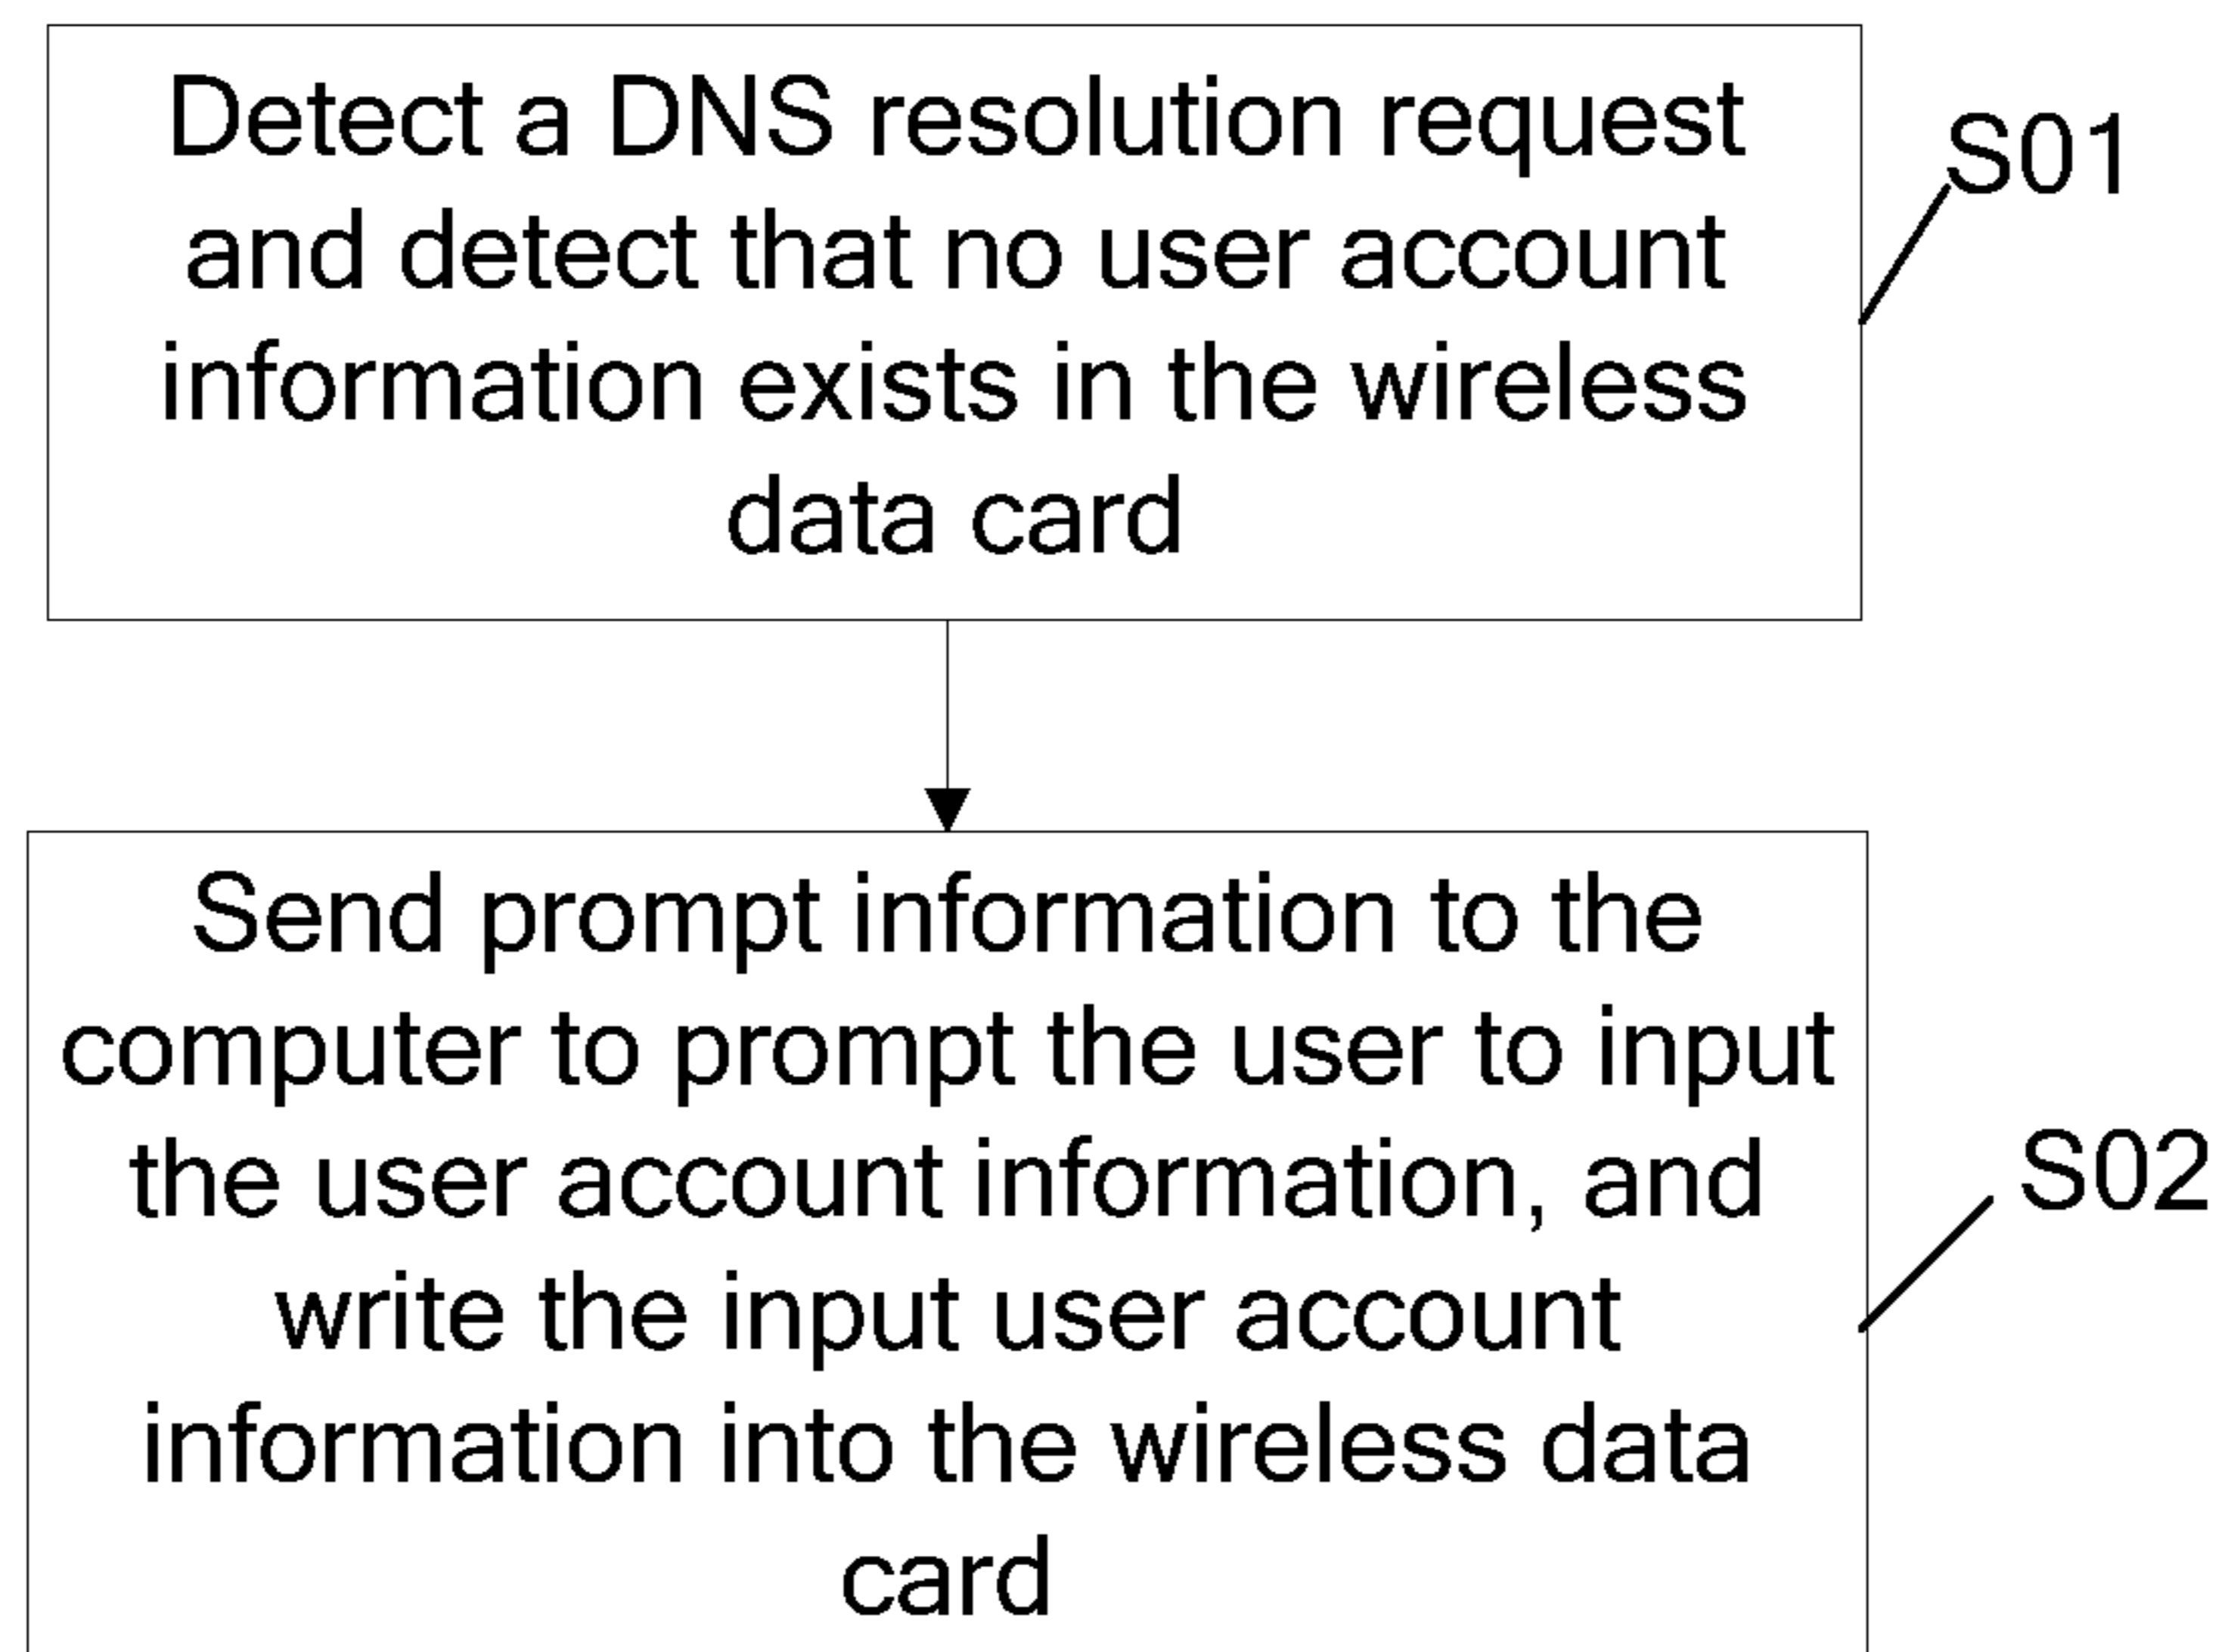 Detect a DNS resolution request
and detect that no user account
information exists in the wireless
data card
S01
Send prompt information to the
computer to prompt the user to input
the user account information, and
write the input user account
information into the wireless data
card
S02